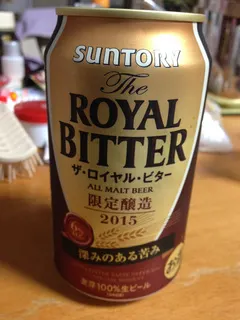 SUNTORY
The
ROYAL
BITTER
ザ・ロイヤル・ビター
ALL MALT BEER
限定醸造
2015
6%
深みのある苦み
麦芽100%生ビール